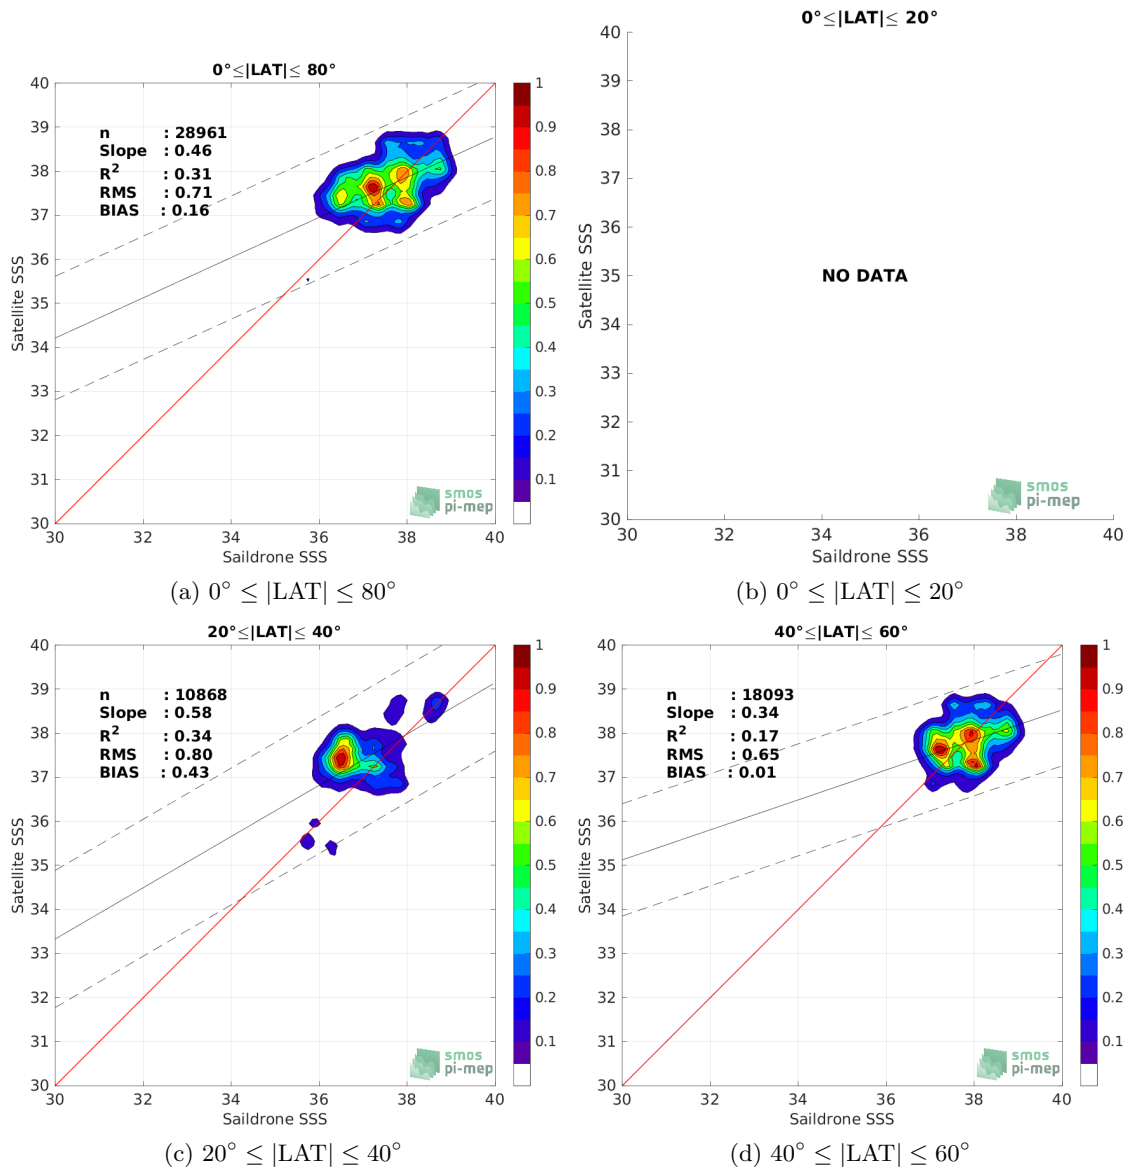 0°≤|LAT|≤ 80°
40
39
38
37
36
35
34
33
32
31
30
Satellite SSS
n : 28961
Slope : 0.46
R² : 0.31
RMS : 0.71
BIAS : 0.16
smos
pi-mep
30 32 34 36 38 40
Saildrone SSS
1
0.9
0.8
0.7
0.6
0.5
0.4
0.3
0.2
0.1
(a) 0° ≤ |LAT| ≤ 80°
0°≤|LAT|≤ 20°
40
39
38
37
36
35
34
33
32
31
30
Satellite SSS
NO DATA
smos
pi-mep
30 32 34 36 38 40
Saildrone SSS
(b) 0° ≤ |LAT| ≤ 20°
20°≤|LAT|≤ 40°
40
39
38
37
36
35
34
33
32
31
30
Satellite SSS
n : 10868
Slope : 0.58
R² : 0.34
RMS : 0.80
BIAS : 0.43
smos
pi-mep
30 32 34 36 38 40
Saildrone SSS
1
0.9
0.8
0.7
0.6
0.5
0.4
0.3
0.2
0.1
(c) 20° ≤ |LAT| ≤ 40°
40°≤|LAT|≤ 60°
40
39
38
37
36
35
34
33
32
31
30
Satellite SSS
n : 18093
Slope : 0.34
R² : 0.17
RMS : 0.65
BIAS : 0.01
smos
pi-mep
30 32 34 36 38 40
Saildrone SSS
1
0.9
0.8
0.7
0.6
0.5
0.4
0.3
0.2
0.1
(d) 40° ≤ |LAT| ≤ 60°